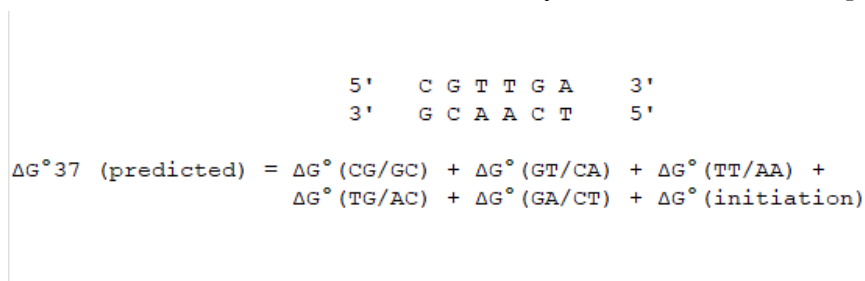 5' C G T T G A 3'
3' G C A A C T 5'
ΔG°37 (predicted) = ΔG°(CG/GC) + ΔG°(GT/CA) + ΔG°(TT/AA) +
ΔG°(TG/AC) + ΔG°(GA/CT) + ΔG°(initiation)